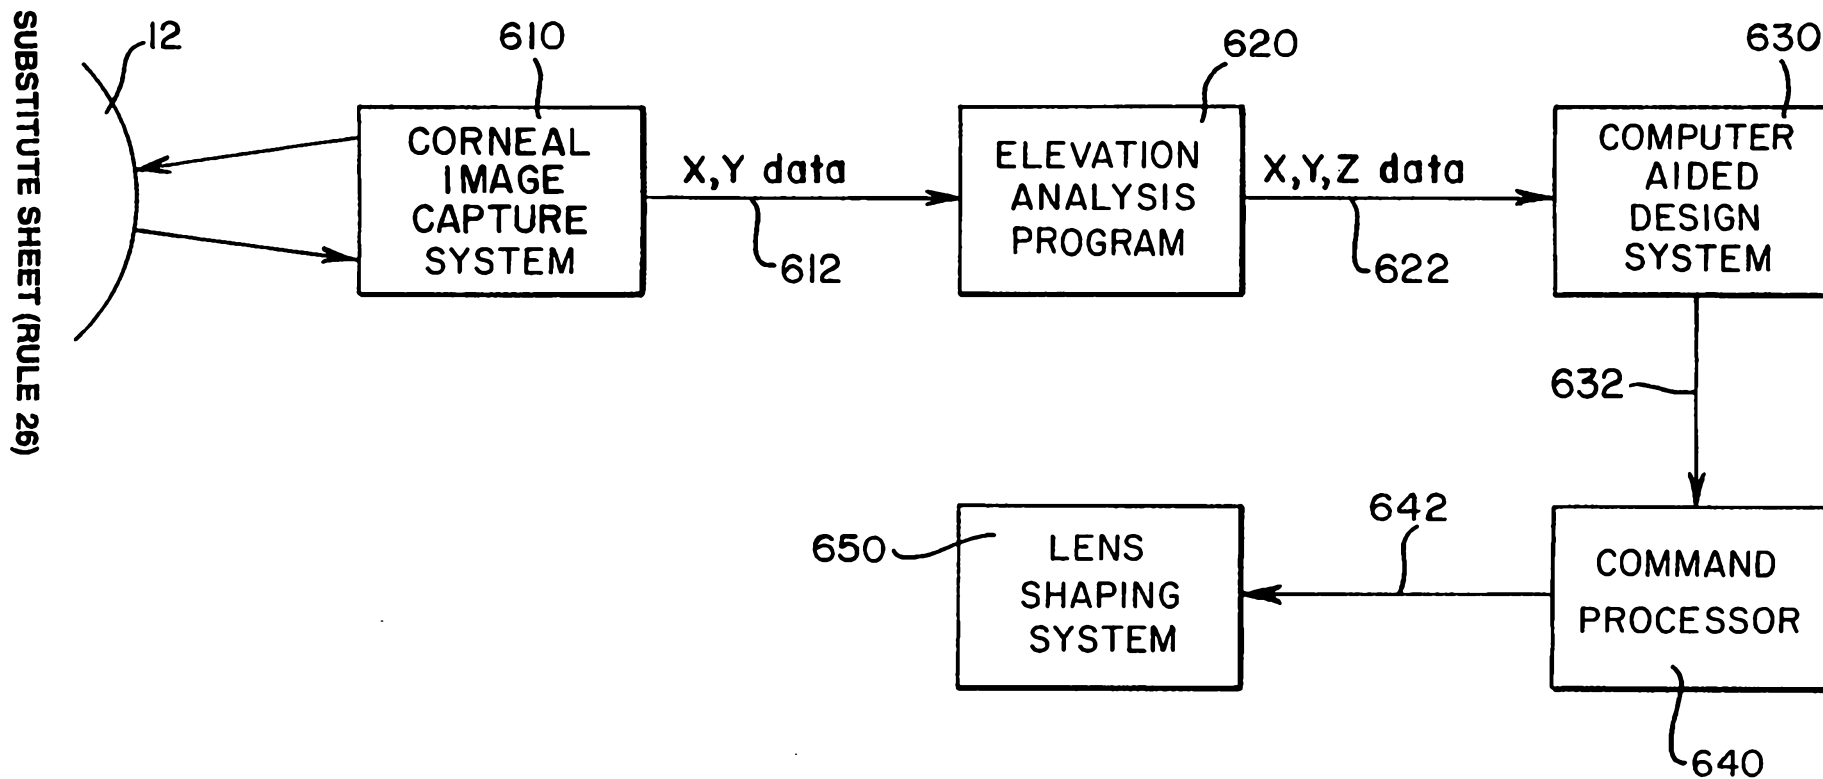 SUBSTITUTE SHEET (RULE 26)
12
610
620
630
CORNEAL
IMAGE
CAPTURE
SYSTEM
X,Y data
612
ELEVATION
ANALYSIS
PROGRAM
X,Y,Z data
622
COMPUTER
AIDED
DESIGN
SYSTEM
632
650
LENS
SHAPING
SYSTEM
642
COMMAND
PROCESSOR
640